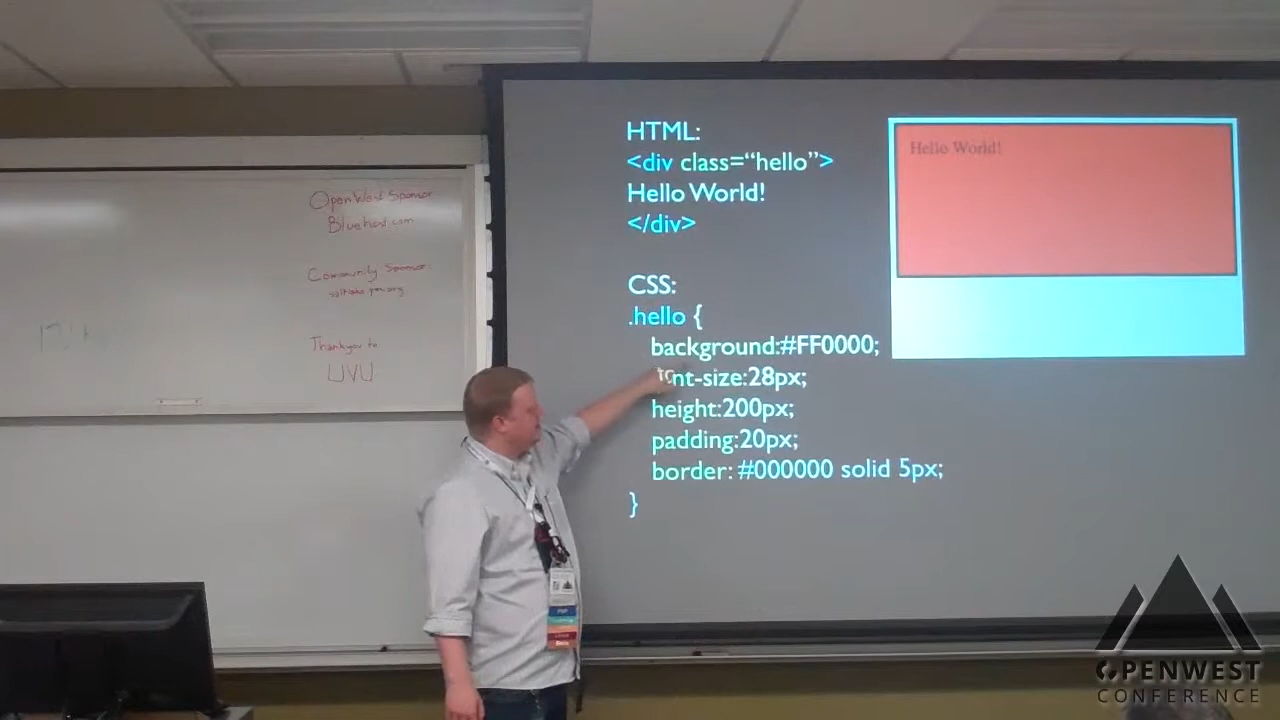 OpenWest Sponsor
Bluehost.com
Community Sponsor:
Thankyou to
UVU
HTML:
<div class=“hello”>
Hello World!
</div>
CSS:
.hello {
background:#FF0000;
font-size:28px;
height:200px;
padding:20px;
border: #000000 solid 5px;
}
Hello World!
OPENWEST
CONFERENCE